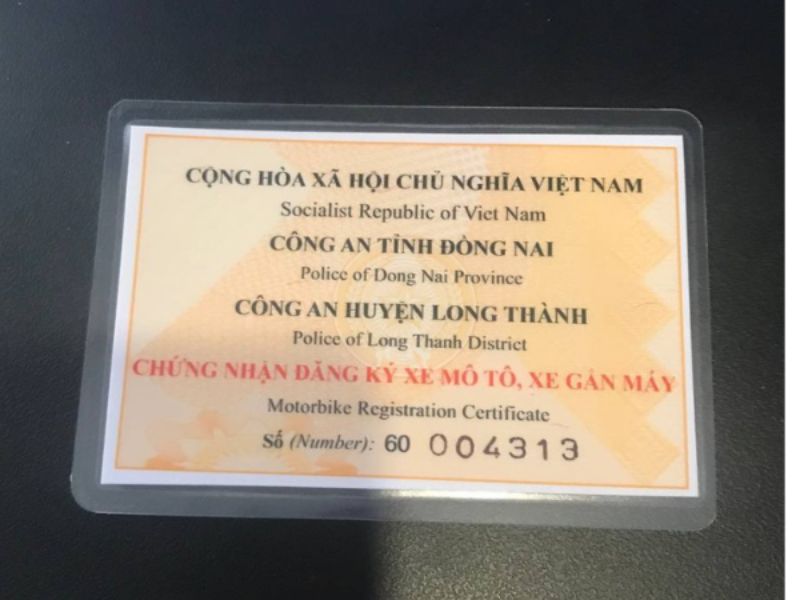 CỘNG HÒA XÃ HỘI CHỦ NGHĨA VIỆT NAM
Socialist Republic of Viet Nam
CÔNG AN TỈNH ĐỒNG NAI
Police of Dong Nai Province
CÔNG AN HUYỆN LONG THÀNH
Police of Long Thanh District
CHỨNG NHẬN ĐĂNG KÝ XE MÔ TÔ, XE GẮN MÁY
Motorbike Registration Certificate
Số (Number): 60 004313